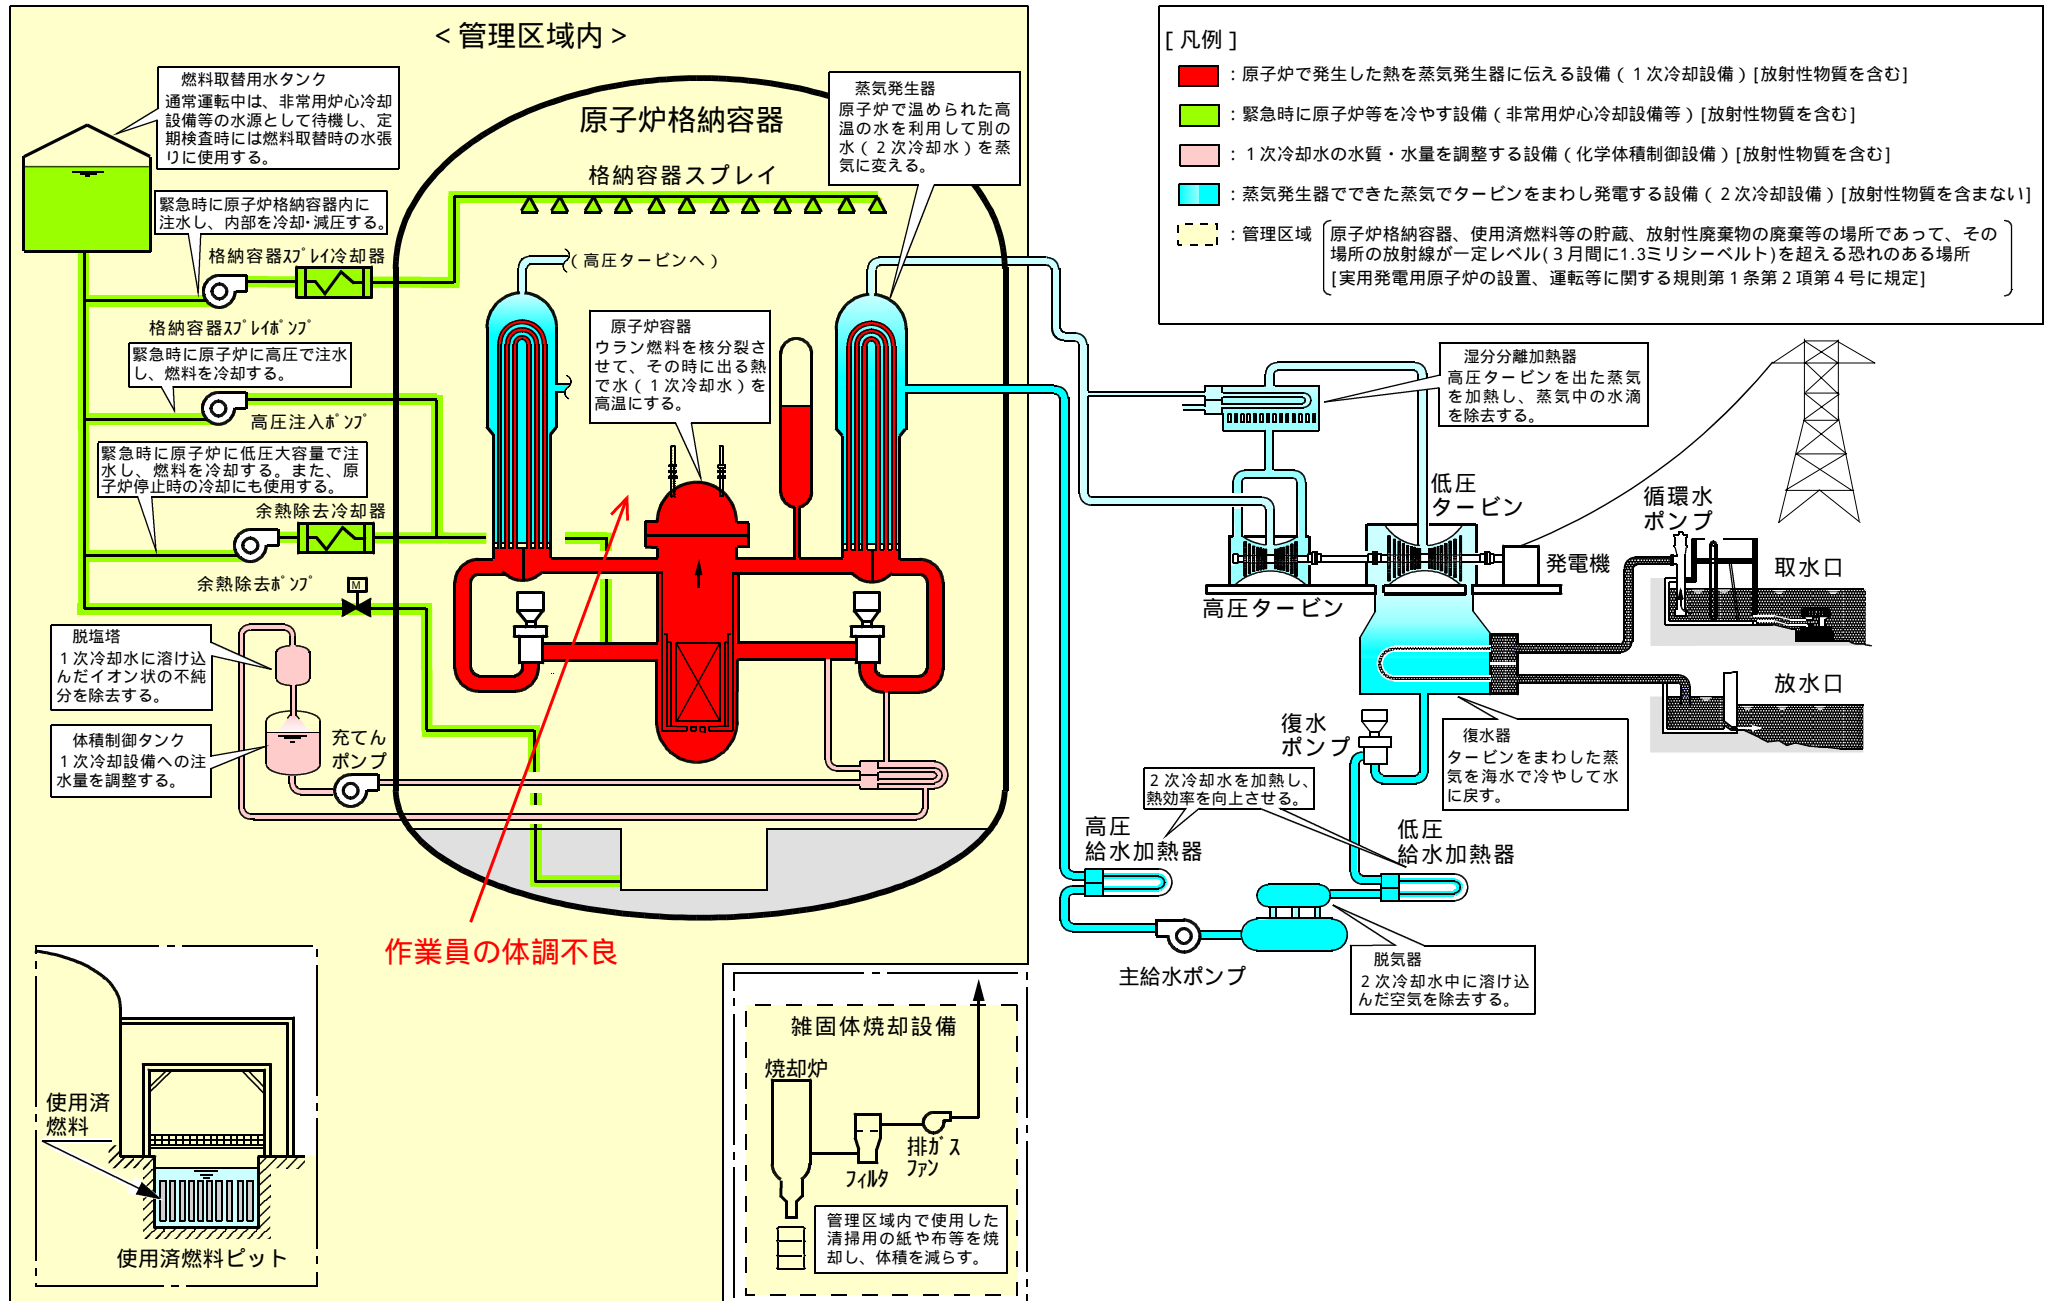 ＜管理区域内＞
燃料取替用水タンク
通常運転中は、非常用炉心冷却
設備等の水源として待機し、定
期検査時には燃料取替時の水張
りに使用する。
緊急時に原子炉格納容器内に
注水し、内部を冷却･減圧する。
格納容器ｽﾌﾟﾚｲ冷却器
格納容器ｽﾌﾟﾚｲﾎﾟﾝﾌﾟ
緊急時に原子炉に高圧で注水
し、燃料を冷却する。
高圧注入ﾎﾟﾝﾌﾟ
緊急時に原子炉に低圧大容量で注
水し、燃料を冷却する。また、原
子炉停止時の冷却にも使用する。
余熱除去冷却器
余熱除去ﾎﾟﾝﾌﾟ
M
脱塩塔
１次冷却水に溶け込
んだイオン状の不純
分を除去する。
体積制御タンク
１次冷却設備への注
水量を調整する。
充てん
ポンプ
原子炉格納容器
格納容器スプレイ
蒸気発生器
原子炉で温められた高
温の水を利用して別の
水（２次冷却水）を蒸
気に変える。
（高圧タービンへ）
原子炉容器
ウラン燃料を核分裂さ
せて、その時に出る熱
で水（１次冷却水）を
高温にする。
作業員の体調不良
使用済
燃料
使用済燃料ピット
雑固体焼却設備
焼却炉
フィルタ
排ｶﾞｽ
ファン
管理区域内で使用した
清掃用の紙や布等を焼
却し、体積を減らす。
[凡例]
：原子炉で発生した熱を蒸気発生器に伝える設備（１次冷却設備）[放射性物質を含む]
：緊急時に原子炉等を冷やす設備（非常用炉心冷却設備等）[放射性物質を含む]
：１次冷却水の水質・水量を調整する設備（化学体積制御設備）[放射性物質を含む]
：蒸気発生器でできた蒸気でタービンをまわし発電する設備（２次冷却設備）[放射性物質を含まない]
：管理区域
原子炉格納容器、使用済燃料等の貯蔵、放射性廃棄物の廃棄等の場所であって、その
場所の放射線が一定レベル(３月間に1.3ミリシーベルト)を超える恐れのある場所
[実用発電用原子炉の設置、運転等に関する規則第１条第２項第４号に規定]
湿分分離加熱器
高圧タービンを出た蒸気
を加熱し、蒸気中の水滴
を除去する。
低圧
タービン
高圧タービン
発電機
循環水
ポンプ
取水口
放水口
復水
ポンプ
復水器
タービンをまわした蒸
気を海水で冷やして水
に戻す。
２次冷却水を加熱し、
熱効率を向上させる。
高圧
給水加熱器
低圧
給水加熱器
主給水ポンプ
脱気器
２次冷却水中に溶け込
んだ空気を除去する。